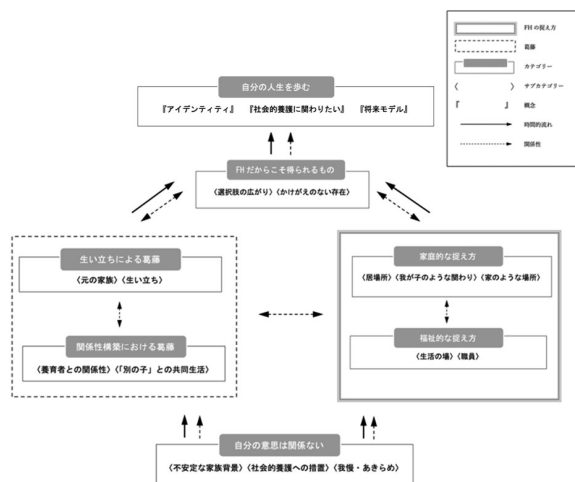 FHの捉え方
葛藤
カテゴリー
〈 〉 サブカテゴリー
『 』 概念
時間的流れ
関係性
自分の人生を歩む
『アイデンティティ』 『社会的養護に関わりたい』 『将来モデル』
FHだからこそ得られるもの
〈選択肢の広がり〉〈かけがえのない存在〉
生い立ちによる葛藤
〈元の家族〉〈生い立ち〉
関係性構築における葛藤
〈養育者との関係性〉〈「別の子」との共同生活〉
家庭的な捉え方
〈居場所〉〈我が子のような関わり〉〈家のような場所〉
福祉的な捉え方
〈生活の場〉〈職員〉
自分の意思は関係ない
〈不安定な家族背景〉〈社会的養護への措置〉〈我慢・あきらめ〉